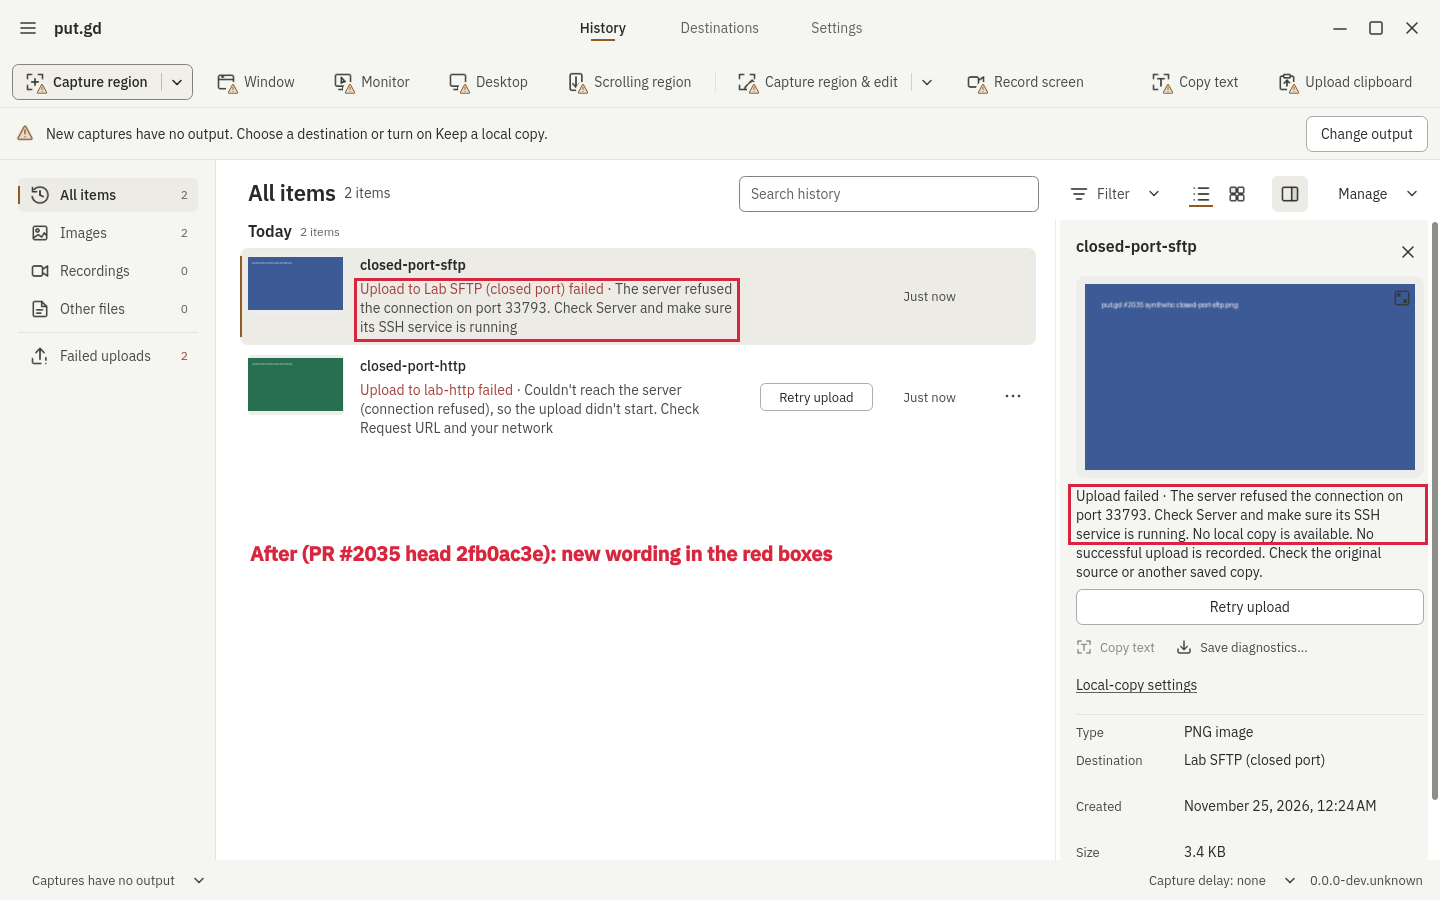 put.gd
History
Destinations
Settings
Capture region
Window
Monitor
Desktop
Scrolling region
Capture region & edit
Record screen
Copy text
Upload clipboard
New captures have no output. Choose a destination or turn on Keep a local copy.
Change output
All items 2
Images 2
Recordings 0
Other files 0
Failed uploads 2
All items 2 items
Search history
Filter
Manage
Today 2 items
closed-port-sftp
Upload to Lab SFTP (closed port) failed · The server refused
the connection on port 33793. Check Server and make sure
its SSH service is running
Just now
closed-port-http
Upload to lab-http failed · Couldn't reach the server
(connection refused), so the upload didn't start. Check
Request URL and your network
Retry upload
Just now
After (PR #2035 head 2fb0ac3e): new wording in the red boxes
closed-port-sftp
put.gd #2035 synthetic closed-port-sftp.png
Upload failed · The server refused the connection on
port 33793. Check Server and make sure its SSH
service is running. No local copy is available. No
successful upload is recorded. Check the original
source or another saved copy.
Retry upload
Copy text
Save diagnostics...
Local-copy settings
Type PNG image
Destination Lab SFTP (closed port)
Created November 25, 2026, 12:24 AM
Size 3.4 KB
Captures have no output
Capture delay: none
0.0.0-dev.unknown